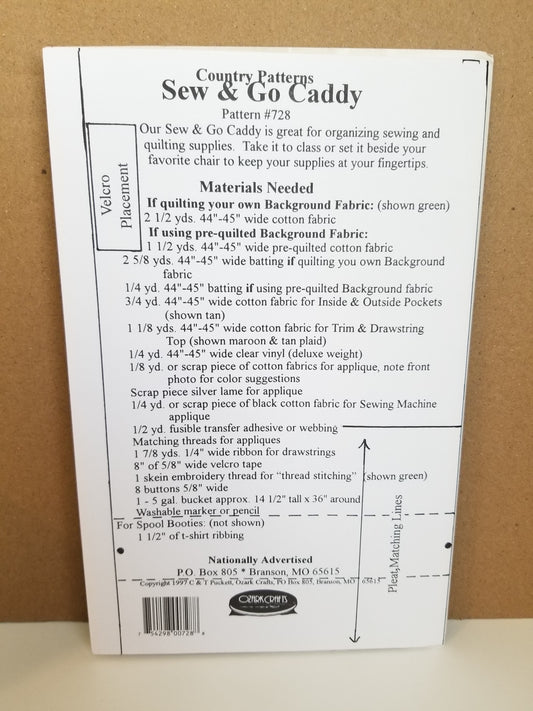 Country Patterns
Sew & Go Caddy
Pattern #728
Our Sew & Go Caddy is great for organizing sewing and
quilting supplies. Take it to class or set it beside your
favorite chair to keep your supplies at your fingertips.
Velcro
Placement
Materials Needed
If quilting your own Background Fabric: (shown green)
2 1/2 yds. 44"-45" wide cotton fabric
If using pre-quilted Background Fabric:
1 1/2 yds. 44"-45" wide pre-quilted cotton fabric
2 5/8 yds. 44"-45" wide batting if quilting you own Background
fabric
1/4 yd. 44"-45" batting if using pre-quilted Background fabric
3/4 yd. 44"-45" wide cotton fabric for Inside & Outside Pockets
(shown tan)
1 1/8 yds. 44"-45" wide cotton fabric for Trim & Drawstring
Top (shown maroon & tan plaid)
1/4 yd. 44"-45" wide clear vinyl (deluxe weight)
1/8 yd. or scrap piece of cotton fabrics for applique, note front
photo for color suggestions
Scrap piece silver lame for applique
1/4 yd. or scrap piece of black cotton fabric for Sewing Machine
applique
1/2 yd. fusible transfer adhesive or webbing
Matching threads for appliques
1 7/8 yds. 1/4" wide ribbon for drawstrings
8" of 5/8" wide velcro tape
1 skein embroidery thread for "thread stitching" (shown green)
8 buttons 5/8" wide
1 - 5 gal. bucket approx. 14 1/2" tall x 36" around
Washable marker or pencil
For Spool Booties: (not shown)
1 1/2" of t-shirt ribbing
Pleat Matching Lines
Nationally Advertised
P.O. Box 805 * Branson, MO 65615
Copyright 1997 C & T Puckett, Ozark Crafts, PO Box 805, Branson, MO 65615
OZARK CRAFTS
7 54298 00728